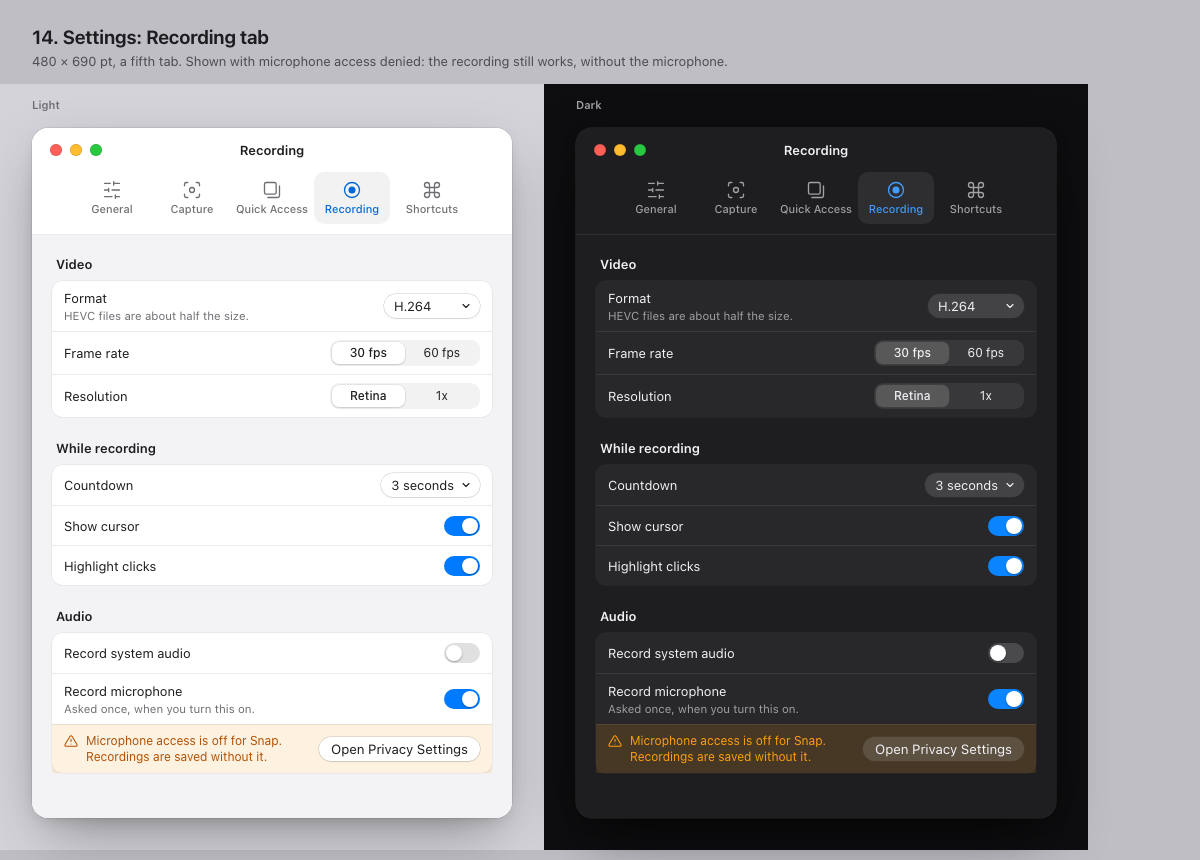 14. Settings: Recording tab
480 × 690 pt, a fifth tab. Shown with microphone access denied: the recording still works, without the microphone.
Light
Recording
General
Capture
Quick Access
Recording
Shortcuts
Video
Format
HEVC files are about half the size.
H.264
Frame rate
30 fps
60 fps
Resolution
Retina
1x
While recording
Countdown
3 seconds
Show cursor
Highlight clicks
Audio
Record system audio
Record microphone
Asked once, when you turn this on.
Microphone access is off for Snap.
Recordings are saved without it.
Open Privacy Settings
Dark
Recording
General
Capture
Quick Access
Recording
Shortcuts
Video
Format
HEVC files are about half the size.
H.264
Frame rate
30 fps
60 fps
Resolution
Retina
1x
While recording
Countdown
3 seconds
Show cursor
Highlight clicks
Audio
Record system audio
Record microphone
Asked once, when you turn this on.
Microphone access is off for Snap.
Recordings are saved without it.
Open Privacy Settings